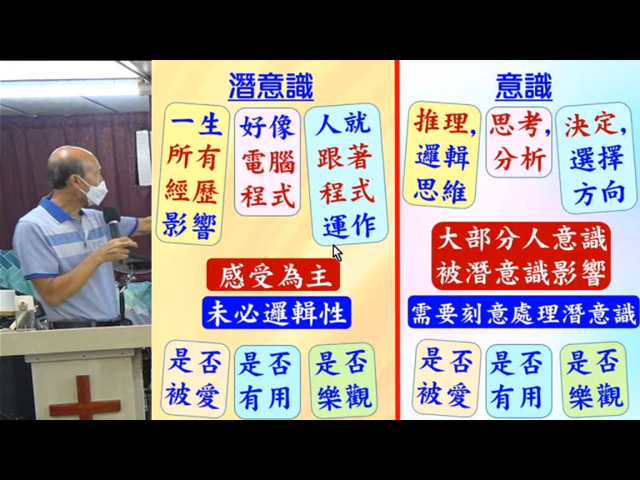 潛意識
一生
所有
經歷
影響
好像
電腦
程式
人就
跟著
程式
運作
感受為主
未必邏輯性
是否
被愛
是否
有用
是否
樂觀
意識
推理,
邏輯
思維
思考,
分析
決定,
選擇
方向
大部分人意識
被潛意識影響
需要刻意處理潛意識
是否
被愛
是否
有用
是否
樂觀